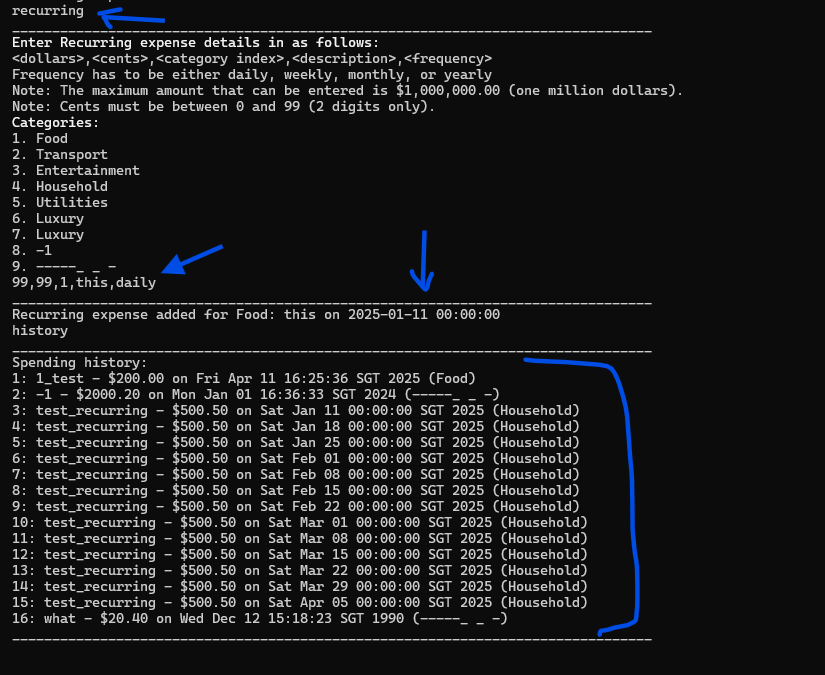 recurring
________________________________________________________________________________
Enter Recurring expense details in as follows:
<dollars>,<cents>,<category index>,<description>,<frequency>
Frequency has to be either daily, weekly, monthly, or yearly
Note: The maximum amount that can be entered is $1,000,000.00 (one million dollars).
Note: Cents must be between 0 and 99 (2 digits only).
Categories:
1. Food
2. Transport
3. Entertainment
4. Household
5. Utilities
6. Luxury
7. Luxury
8. -1
9. -----_ _ -
99,99,1,this,daily
________________________________________________________________________________
Recurring expense added for Food: this on 2025-01-11 00:00:00
history
________________________________________________________________________________
Spending history:
1: 1_test - $200.00 on Fri Apr 11 16:25:36 SGT 2025 (Food)
2: -1 - $2000.20 on Mon Jan 01 16:36:33 SGT 2024 (-----_ _ -)
3: test_recurring - $500.50 on Sat Jan 11 00:00:00 SGT 2025 (Household)
4: test_recurring - $500.50 on Sat Jan 18 00:00:00 SGT 2025 (Household)
5: test_recurring - $500.50 on Sat Jan 25 00:00:00 SGT 2025 (Household)
6: test_recurring - $500.50 on Sat Feb 01 00:00:00 SGT 2025 (Household)
7: test_recurring - $500.50 on Sat Feb 08 00:00:00 SGT 2025 (Household)
8: test_recurring - $500.50 on Sat Feb 15 00:00:00 SGT 2025 (Household)
9: test_recurring - $500.50 on Sat Feb 22 00:00:00 SGT 2025 (Household)
10: test_recurring - $500.50 on Sat Mar 01 00:00:00 SGT 2025 (Household)
11: test_recurring - $500.50 on Sat Mar 08 00:00:00 SGT 2025 (Household)
12: test_recurring - $500.50 on Sat Mar 15 00:00:00 SGT 2025 (Household)
13: test_recurring - $500.50 on Sat Mar 22 00:00:00 SGT 2025 (Household)
14: test_recurring - $500.50 on Sat Mar 29 00:00:00 SGT 2025 (Household)
15: test_recurring - $500.50 on Sat Apr 05 00:00:00 SGT 2025 (Household)
16: what - $20.40 on Wed Dec 12 15:18:23 SGT 1990 (-----_ _ -)
________________________________________________________________________________